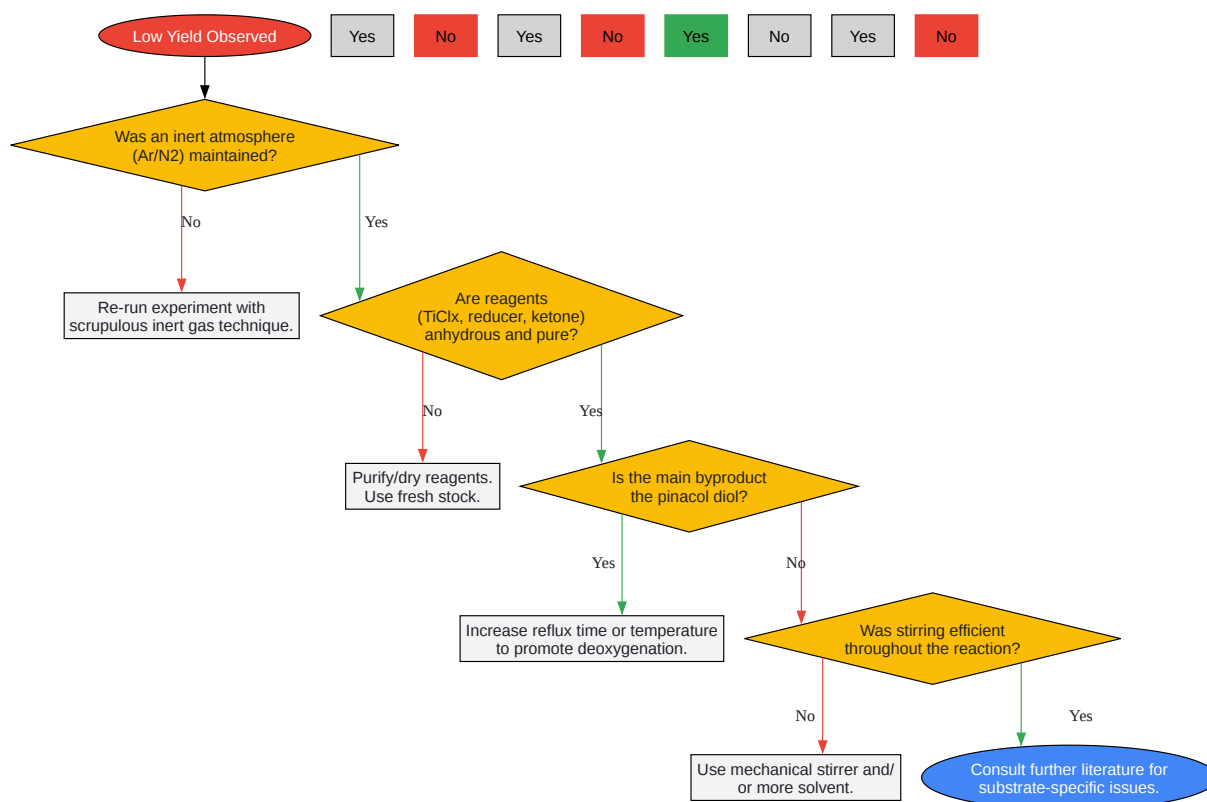 Low Yield Observed
Yes
No
Yes
No
Yes
No
Yes
No
Was an inert atmosphere
(Ar/N2) maintained?
No
Yes
Re-run experiment with
scrupulous inert gas technique.
Are reagents
(TiClx, reducer, ketone)
anhydrous and pure?
No
Yes
Purify/dry reagents.
Use fresh stock.
Is the main byproduct
the pinacol diol?
Yes
No
Increase reflux time or temperature
to promote deoxygenation.
Was stirring efficient
throughout the reaction?
No
Yes
Use mechanical stirrer and/
or more solvent.
Consult further literature for
substrate-specific issues.